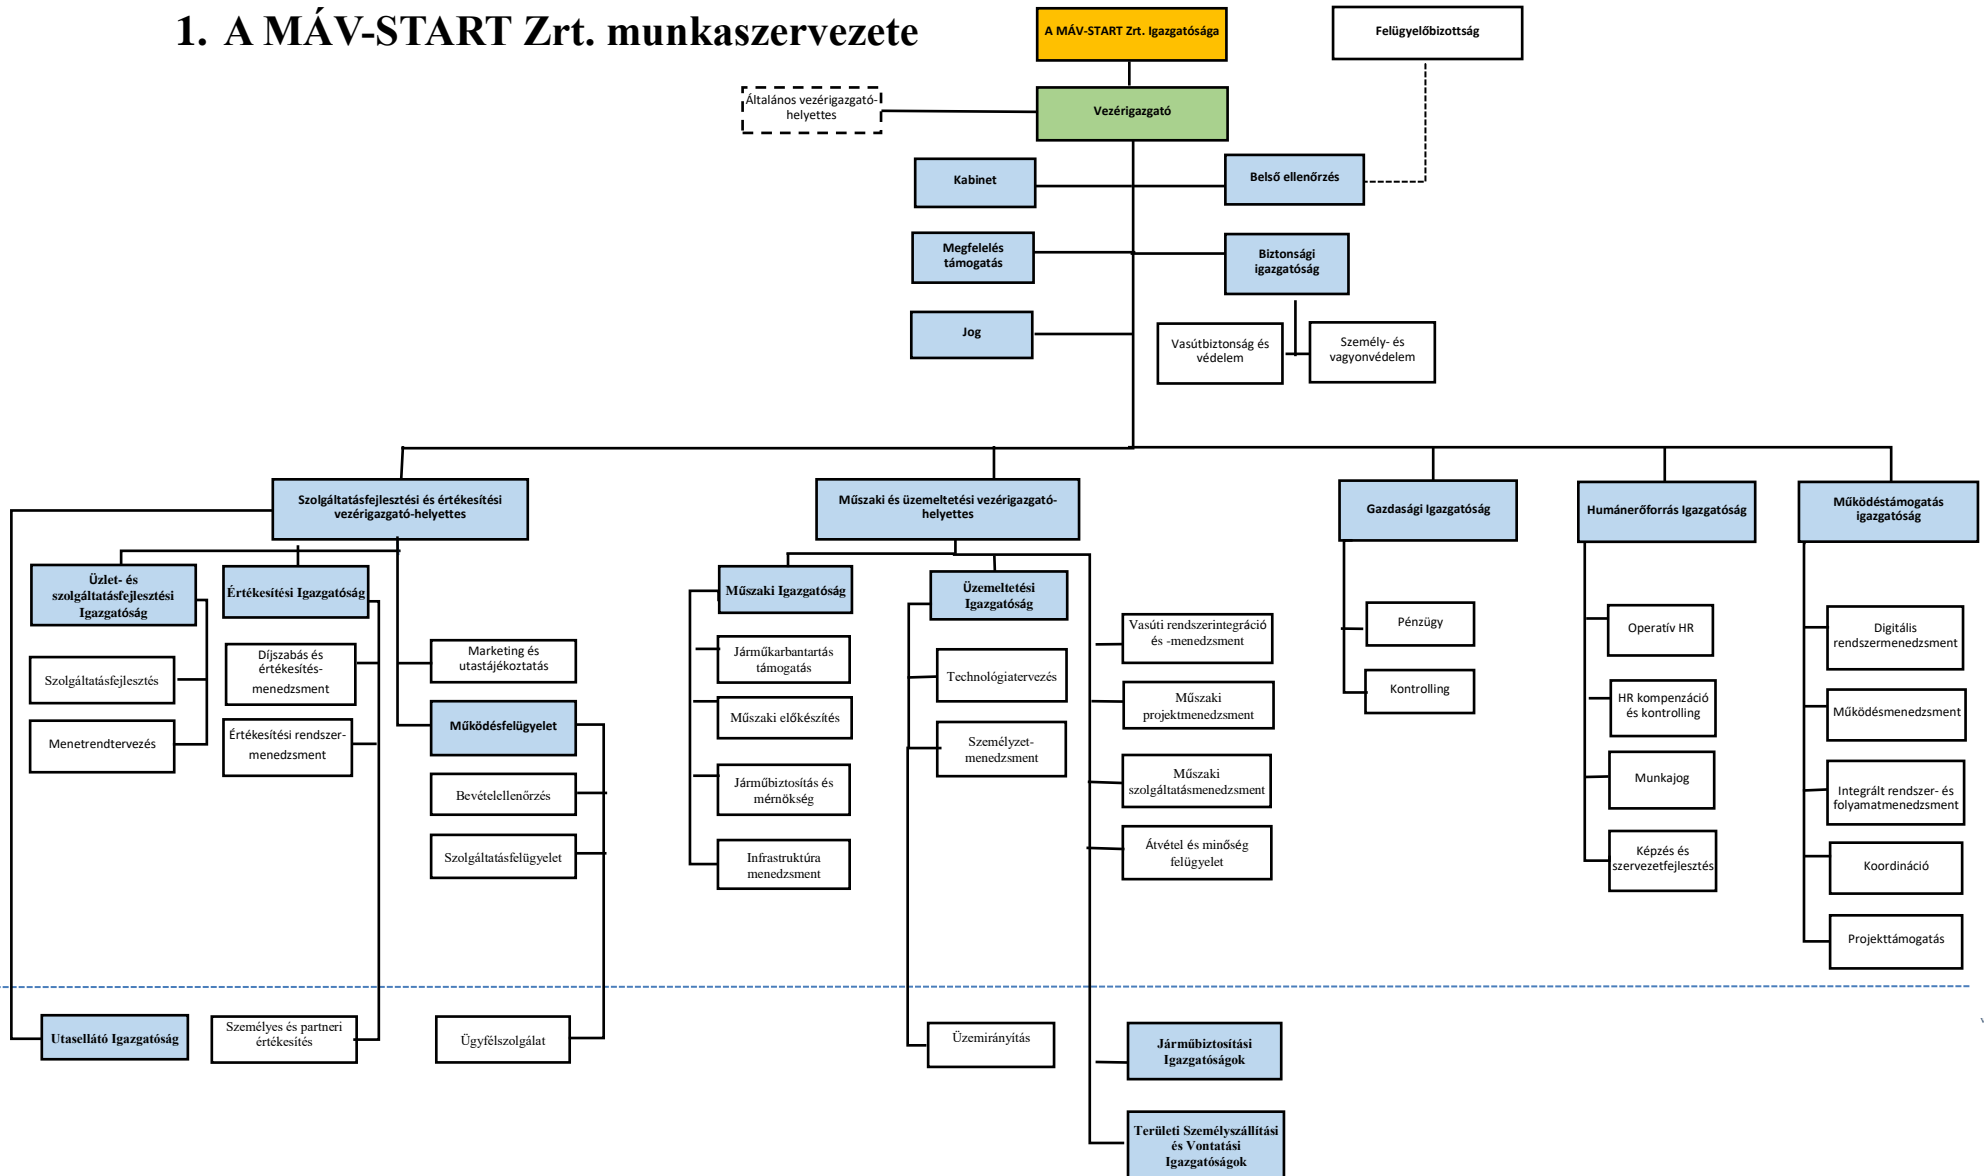 1. A MÁV-START Zrt. munkaszervezete
A MÁV-START Zrt. Igazgatósága
Felügyelőbizottság
Általános vezérigazgató-
helyettes
Vezérigazgató
Kabinet
Belső ellenőrzés
Megfelelés
támogatás
Biztonsági
igazgatóság
Jog
Vasútbiztonság és
védelem
Személy- és
vagyonvédelem
Szolgáltatásfejlesztési és értékesítési
vezérigazgató-helyettes
Műszaki és üzemeltetési vezérigazgató-
helyettes
Gazdasági Igazgatóság
Humánerőforrás Igazgatóság
Működéstámogatás
igazgatóság
Üzlet- és
szolgáltatásfejlesztési
Igazgatóság
Értékesítési Igazgatóság
Műszaki Igazgatóság
Üzemeltetési
Igazgatóság
Szolgáltatásfejlesztés
Menetrendtervezés
Díjszabás és
értékesítés-
menedzsment
Értékesítési rendszer-
menedzsment
Marketing és
utastájékoztatás
Működésfelügyelet
Bevételellenőrzés
Szolgáltatásfelügyelet
Járműkarbantartás
támogatás
Műszaki előkészítés
Járműbiztosítás és
mérnökség
Infrastruktúra
menedzsment
Technológiatervezés
Személyzet-
menedzsment
Vasúti rendszerintegráció
és -menedzsment
Műszaki
projektmenedzsment
Műszaki
szolgáltatásmenedzsment
Átvétel és minőség
felügyelet
Pénzügy
Kontrolling
Operatív HR
HR kompenzáció
és kontrolling
Munkajog
Képzés és
szervezetfejlesztés
Digitális
rendszermenedzsment
Működésmenedzsment
Integrált rendszer- és
folyamatmenedzsment
Koordináció
Projekttámogatás
Utasellátó Igazgatóság
Személyes és partneri
értékesítés
Ügyfélszolgálat
Üzemirányítás
Járműbiztosítási
Igazgatóságok
Területi Személyszállítási
és Vontatási
Igazgatóságok